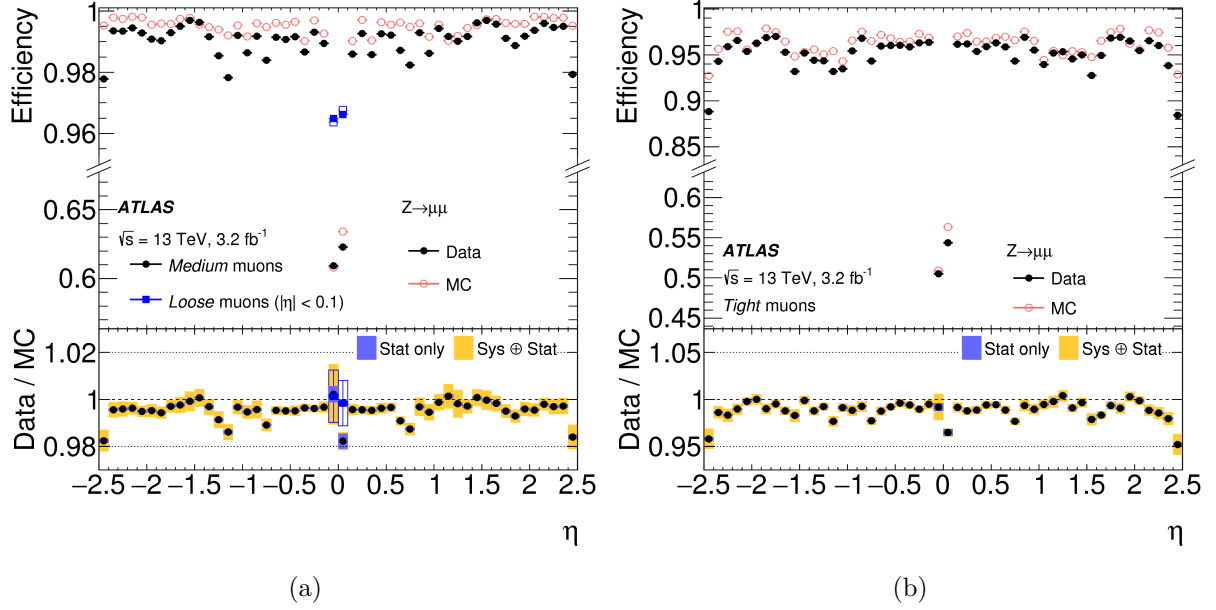 Efficiency
1
0.98
0.96
0.65
0.6
ATLAS
√s = 13 TeV, 3.2 fb⁻¹
Medium muons
Loose muons (|η| < 0.1)
Z→μμ
Data
MC
Data / MC
1.02
1
0.98
Stat only
Sys ⊕ Stat
−2.5 −2 −1.5 −1 −0.5 0 0.5 1 1.5 2 2.5
η
(a)
Efficiency
1
0.95
0.9
0.85
0.6
0.55
0.5
0.45
ATLAS
√s = 13 TeV, 3.2 fb⁻¹
Tight muons
Z→μμ
Data
MC
Data / MC
1.05
1
0.95
Stat only
Sys ⊕ Stat
−2.5 −2 −1.5 −1 −0.5 0 0.5 1 1.5 2 2.5
η
(b)